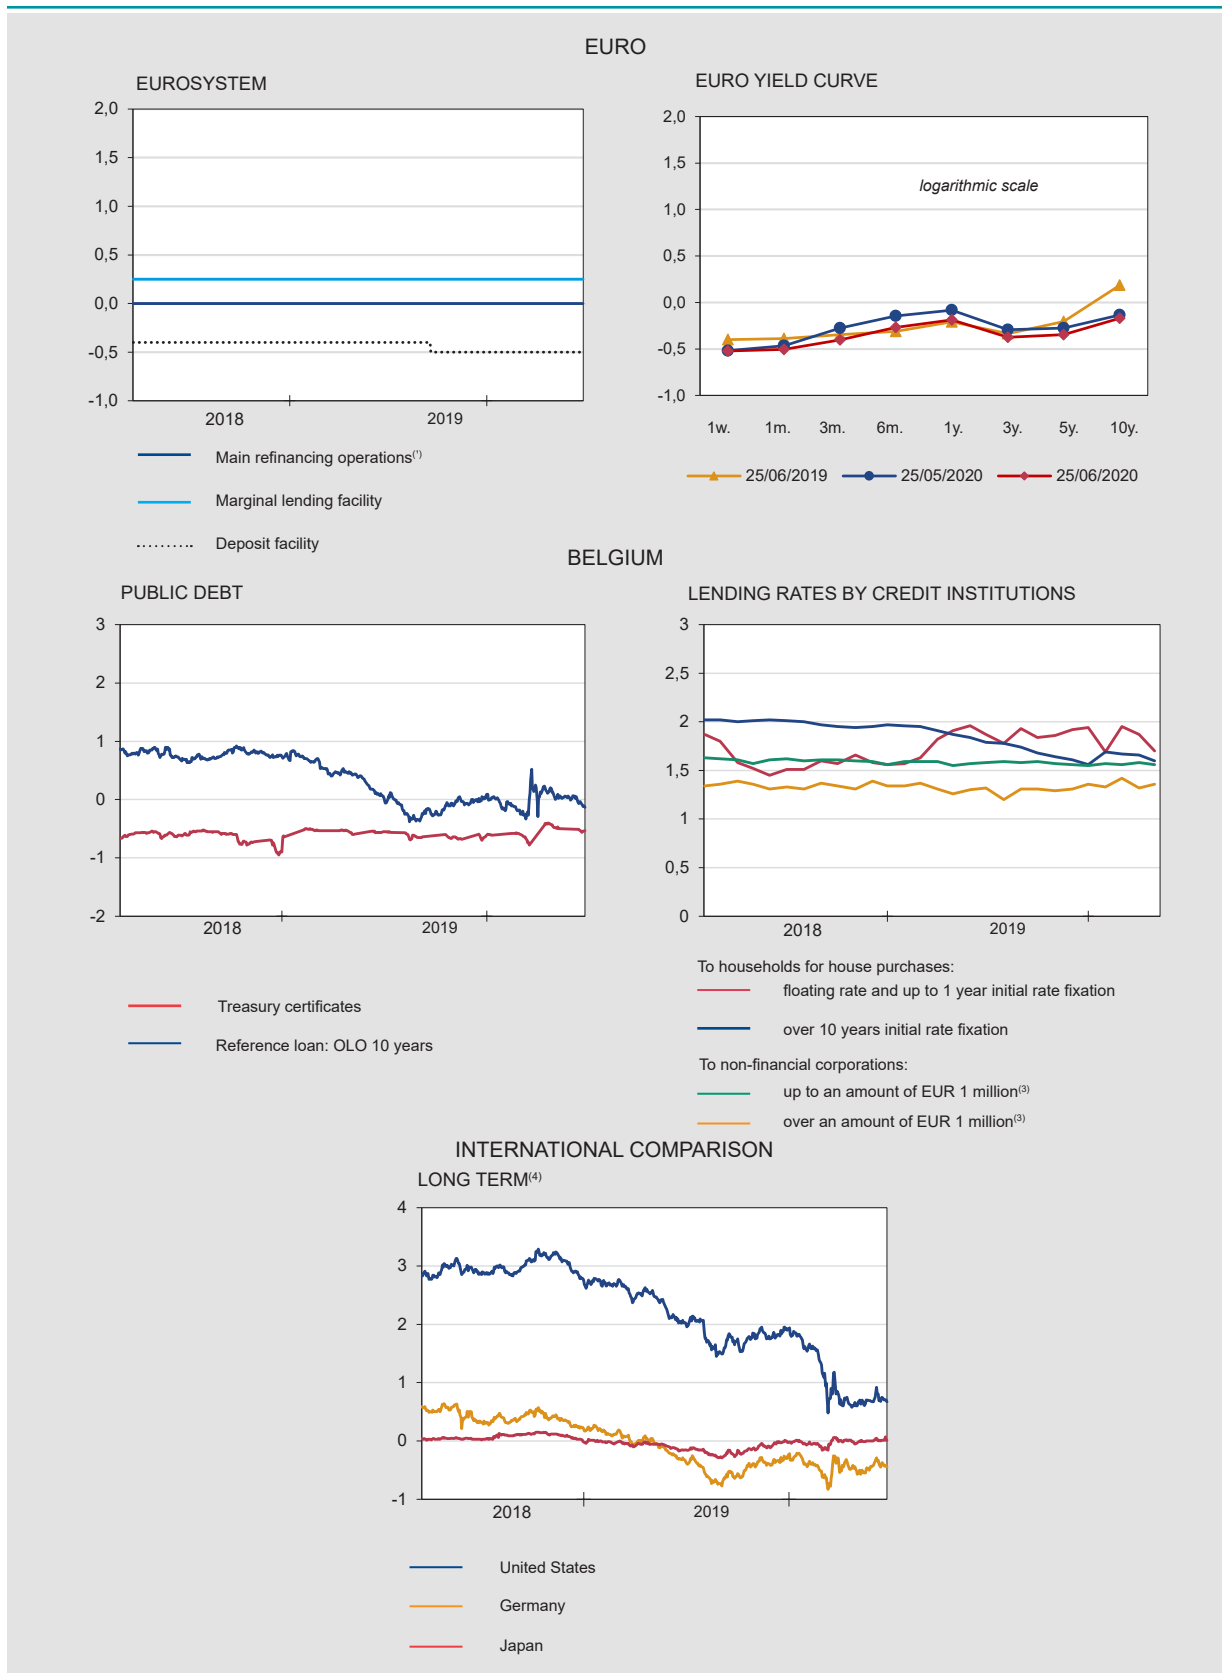 EURO
EUROSYSTEM
2,0
1,5
1,0
0,5
0,0
-0,5
-1,0
2018 2019
Main refinancing operations(¹)
Marginal lending facility
Deposit facility
EURO YIELD CURVE
2,0
1,5
1,0
0,5
0,0
-0,5
-1,0
logarithmic scale
1w. 1m. 3m. 6m. 1y. 3y. 5y. 10y.
25/06/2019 25/05/2020 25/06/2020
BELGIUM
PUBLIC DEBT
3
2
1
0
-1
-2
2018 2019
Treasury certificates
Reference loan: OLO 10 years
LENDING RATES BY CREDIT INSTITUTIONS
3
2,5
2
1,5
1
0,5
0
2018 2019
To households for house purchases:
floating rate and up to 1 year initial rate fixation
over 10 years initial rate fixation
To non-financial corporations:
up to an amount of EUR 1 million(3)
over an amount of EUR 1 million(3)
INTERNATIONAL COMPARISON
LONG TERM(4)
4
3
2
1
0
-1
2018 2019
United States
Germany
Japan